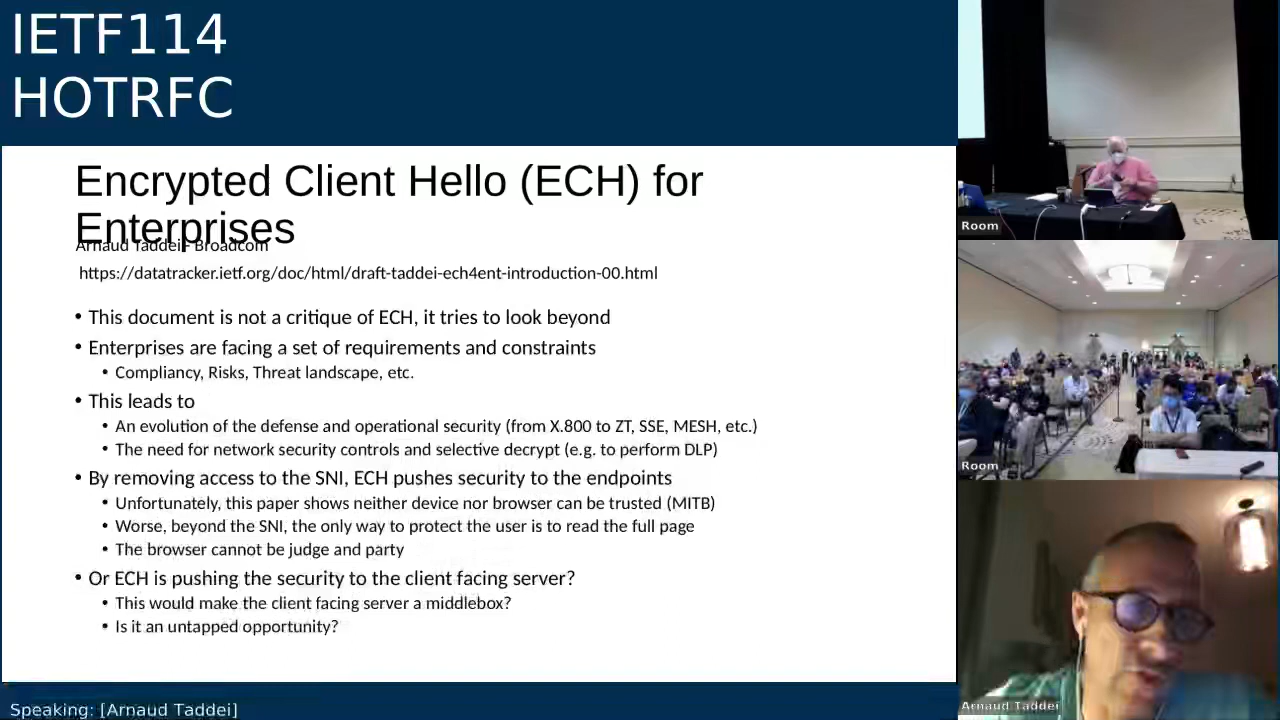 IETF114
HOTRFC
Encrypted Client Hello (ECH) for
Enterprises
Arnaud Taddei - Broadcom
https://datatracker.ietf.org/doc/html/draft-taddei-ech4ent-introduction-00.html
• This document is not a critique of ECH, it tries to look beyond
• Enterprises are facing a set of requirements and constraints
• Compliancy, Risks, Threat landscape, etc.
• This leads to
• An evolution of the defense and operational security (from X.800 to ZT, SSE, MESH, etc.)
• The need for network security controls and selective decrypt (e.g. to perform DLP)
• By removing access to the SNI, ECH pushes security to the endpoints
• Unfortunately, this paper shows neither device nor browser can be trusted (MITB)
• Worse, beyond the SNI, the only way to protect the user is to read the full page
• The browser cannot be judge and party
• Or ECH is pushing the security to the client facing server?
• This would make the client facing server a middlebox?
• Is it an untapped opportunity?
Speaking: [Arnaud Taddei]
Room
Room
Arnaud Taddei